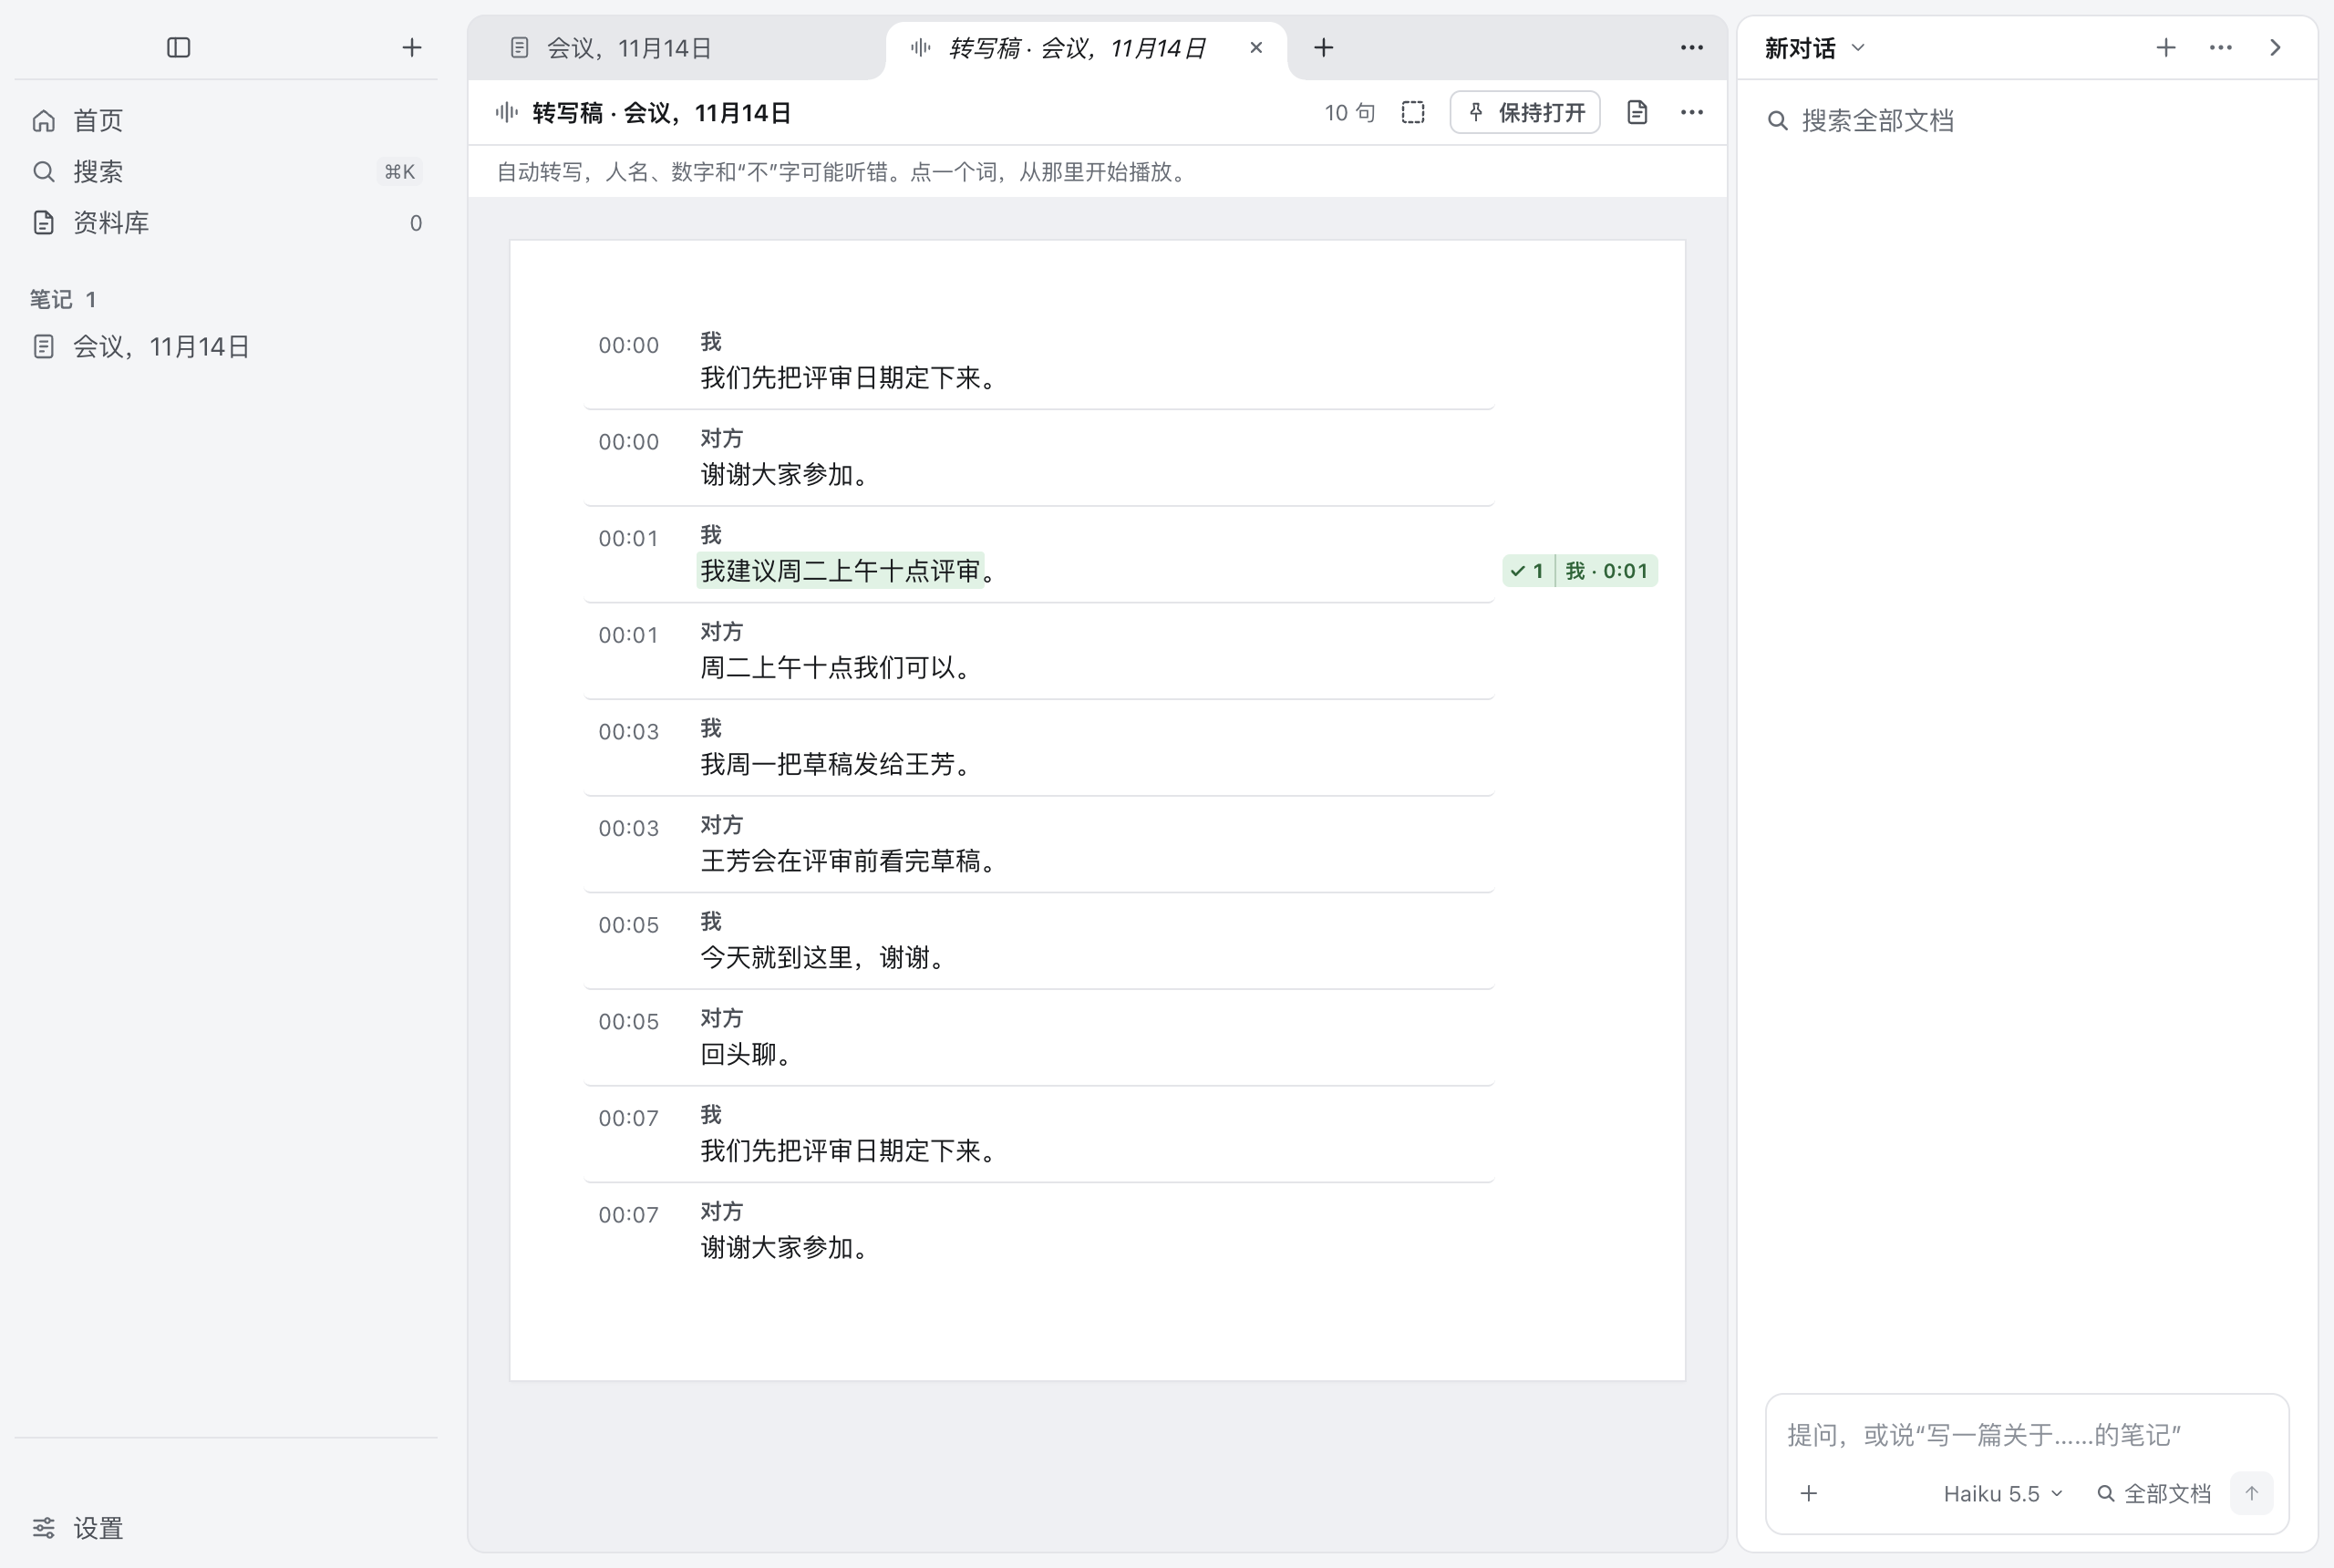 首页
搜索 ⌘K
资料库 0
笔记 1
会议，11月14日
设置
会议，11月14日
转写稿 · 会议，11月14日
转写稿 · 会议，11月14日
10 句
保持打开
自动转写，人名、数字和“不”字可能听错。点一个词，从那里开始播放。
00:00 我
我们先把评审日期定下来。
00:00 对方
谢谢大家参加。
00:01 我
我建议周二上午十点评审。
1 我 · 0:01
00:01 对方
周二上午十点我们可以。
00:03 我
我周一把草稿发给王芳。
00:03 对方
王芳会在评审前看完草稿。
00:05 我
今天就到这里，谢谢。
00:05 对方
回头聊。
00:07 我
我们先把评审日期定下来。
00:07 对方
谢谢大家参加。
新对话
搜索全部文档
提问，或说“写一篇关于……的笔记”
Haiku 5.5 全部文档